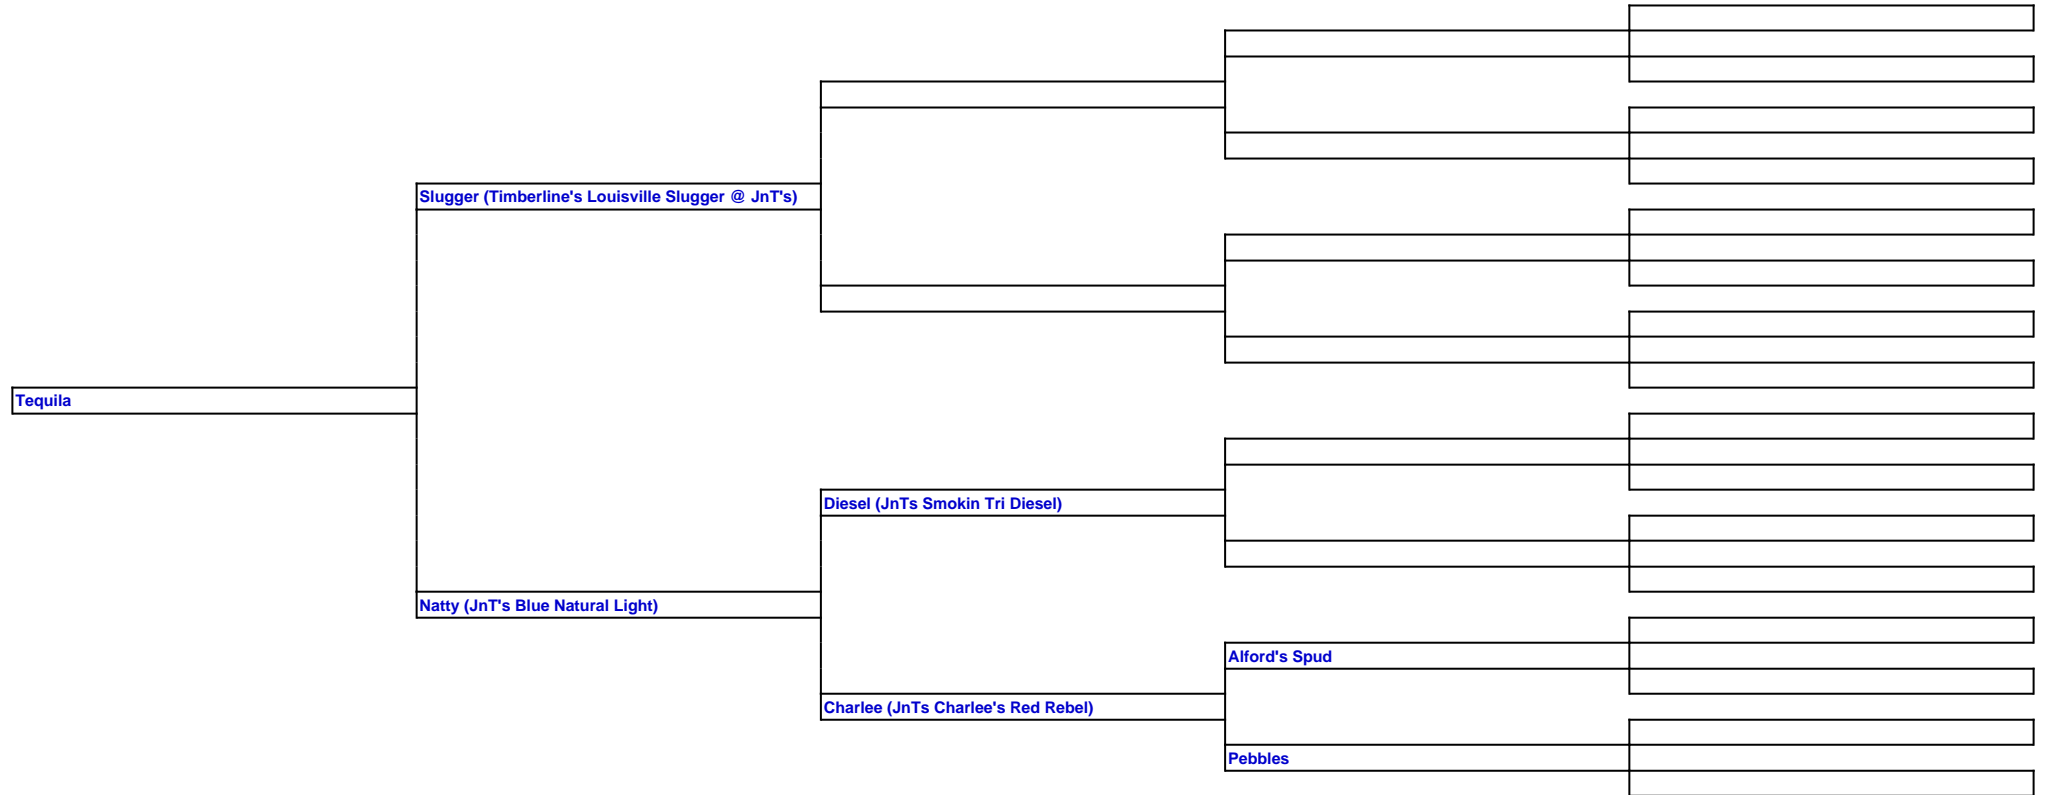 Slugger (Timberline's Louisville Slugger @ JnT's)
Tequila
Diesel (JnTs Smokin Tri Diesel)
Natty (JnT's Blue Natural Light)
Alford's Spud
Charlee (JnTs Charlee's Red Rebel)
Pebbles